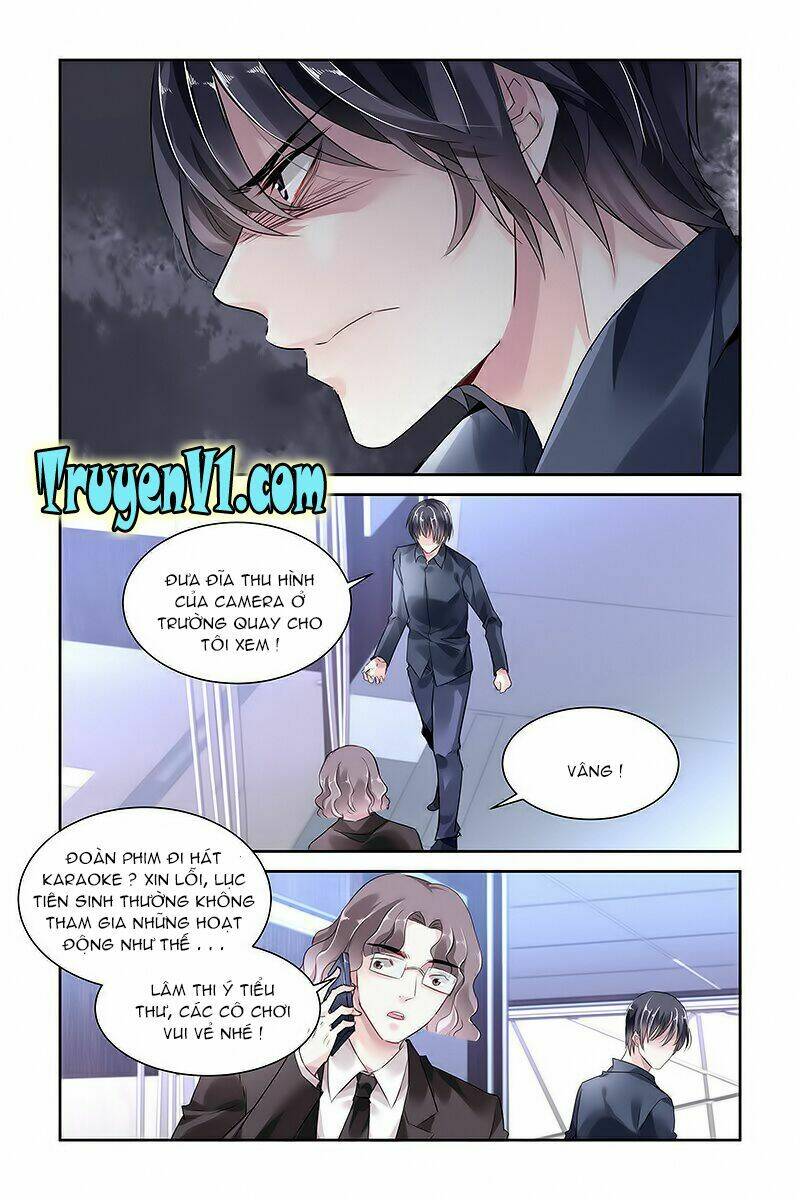 TruyenV1.com
ĐƯA ĐĨA THU HÌNH
CỦA CAMERA Ở
TRƯỜNG QUAY CHO
TÔI XEM !
VÂNG !
ĐOÀN PHIM ĐI HÁT
KARAOKE ? XIN LỖI, LỤC
TIÊN SINH THƯỜNG KHÔNG
THAM GIA NHỮNG HOẠT
ĐỘNG NHƯ THẾ . . .
LÂM THI Ý TIỂU
THƯ, CÁC CÔ CHƠI
VUI VẺ NHÉ !